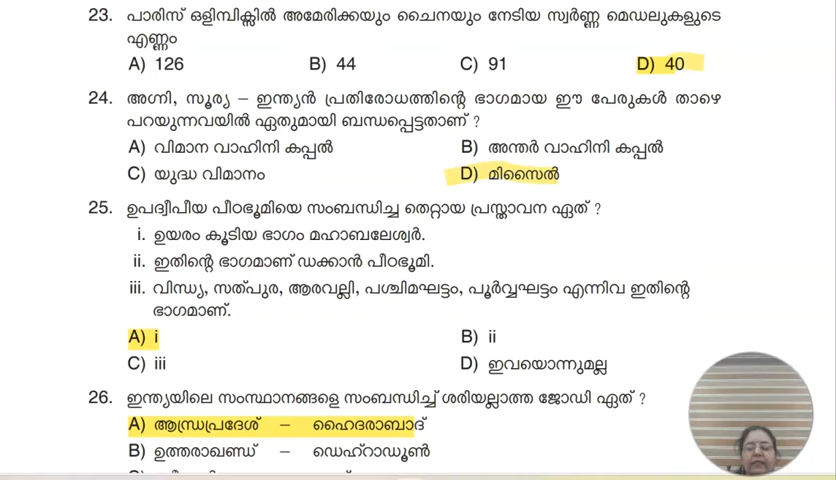 23. പാരിസ് ഒളിമ്പിക്സിൽ അമേരിക്കയും ചൈനയും നേടിയ സ്വർണ്ണ മെഡലുകളുടെ
എണ്ണം
A) 126 B) 44 C) 91 D) 40
24. അഗ്നി, സൂര്യ – ഇന്ത്യൻ പ്രതിരോധത്തിന്റെ ഭാഗമായ ഈ പേരുകൾ താഴെ
പറയുന്നവയിൽ ഏതുമായി ബന്ധപ്പെട്ടതാണ് ?
A) വിമാന വാഹിനി കപ്പൽ B) അന്തർ വാഹിനി കപ്പൽ
C) യുദ്ധ വിമാനം D) മിസൈൽ
25. ഉപദ്വീപീയ പീഠഭൂമിയെ സംബന്ധിച്ച തെറ്റായ പ്രസ്താവന ഏത് ?
i. ഉയരം കൂടിയ ഭാഗം മഹാബലേശ്വർ.
ii. ഇതിന്റെ ഭാഗമാണ് ഡക്കാൻ പീഠഭൂമി.
iii. വിന്ധ്യ, സത്പുര, ആരവല്ലി, പശ്ചിമഘട്ടം, പൂർവ്വഘട്ടം എന്നിവ ഇതിന്റെ
ഭാഗമാണ്.
A) i B) ii
C) iii D) ഇവയൊന്നുമല്ല
26. ഇന്ത്യയിലെ സംസ്ഥാനങ്ങളെ സംബന്ധിച്ച് ശരിയല്ലാത്ത ജോഡി ഏത് ?
A) ആന്ധ്രപ്രദേശ് – ഹൈദരാബാദ്
B) ഉത്തരാഖണ്ഡ് – ഡെഹ്റാഡൂൺ